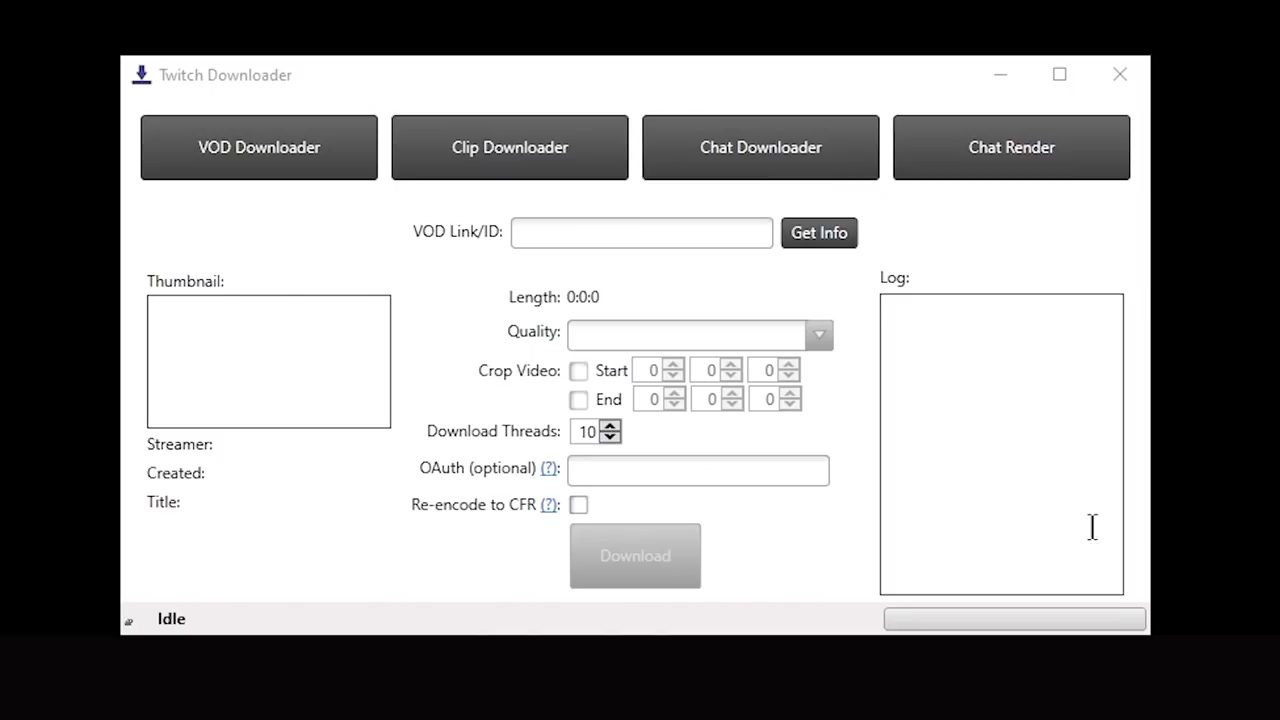 Twitch Downloader
VOD Downloader
Clip Downloader
Chat Downloader
Chat Render
VOD Link/ID:
Get Info
Thumbnail:
Log:
Length: 0:0:0
Quality:
Crop Video: Start 0 0 0
End 0 0 0
Download Threads: 10
Streamer:
OAuth (optional) (?):
Created:
Title:
Re-encode to CFR (?):
Download
Idle